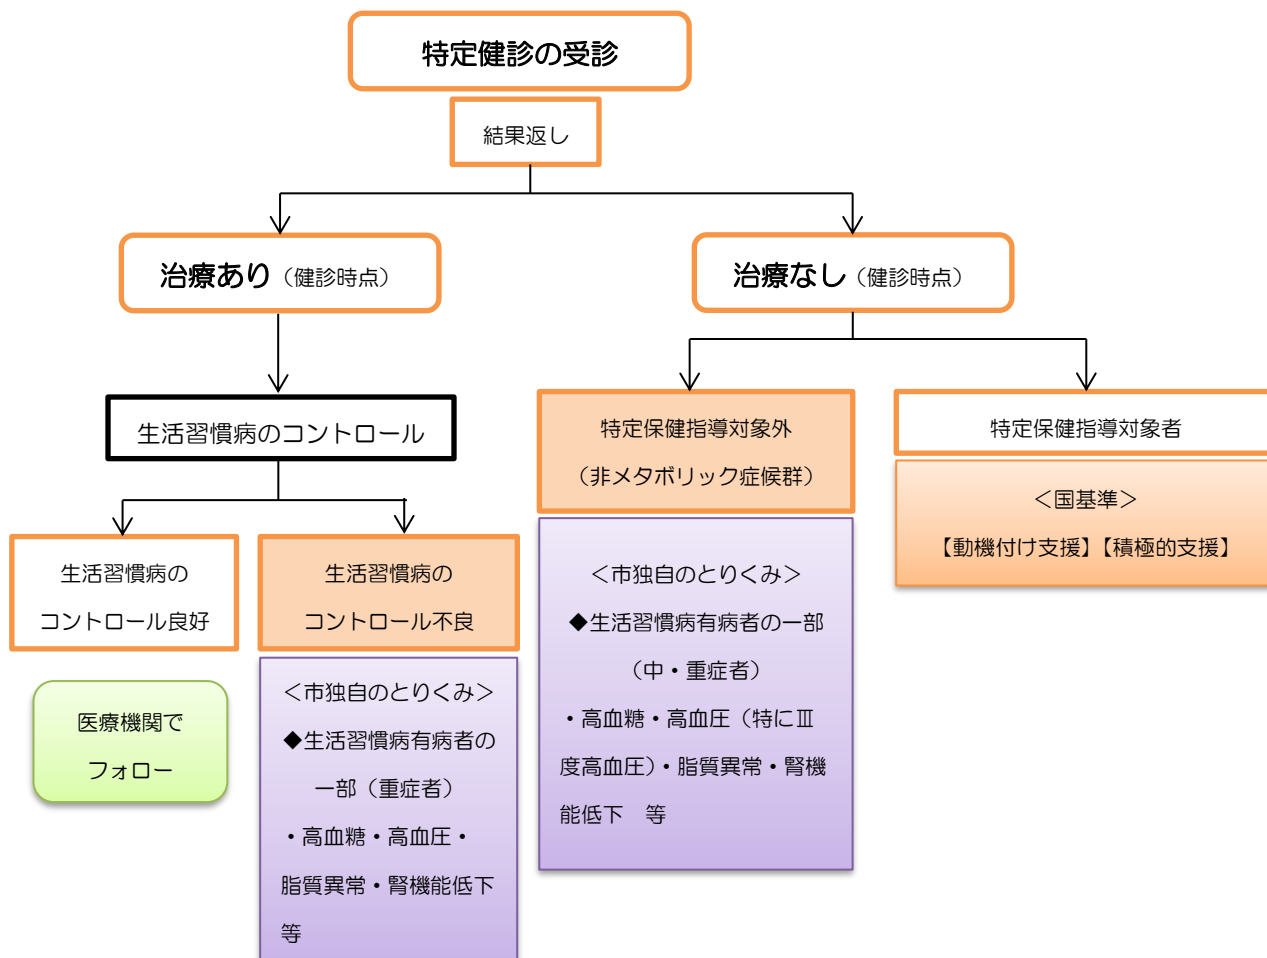 特定健診の受診
結果返し
治療あり（健診時点）
治療なし（健診時点）
生活習慣病のコントロール
特定保健指導対象外
（非メタボリック症候群）
特定保健指導対象者
＜国基準＞
【動機付け支援】【積極的支援】
生活習慣病の
コントロール良好
生活習慣病の
コントロール不良
＜市独自のとりくみ＞
◆生活習慣病有病者の一部
（中・重症者）
・高血糖・高血圧（特にⅢ
度高血圧）・脂質異常・腎機
能低下　等
医療機関で
フォロー
＜市独自のとりくみ＞
◆生活習慣病有病者の
一部（重症者）
・高血糖・高血圧・
脂質異常・腎機能低下
等